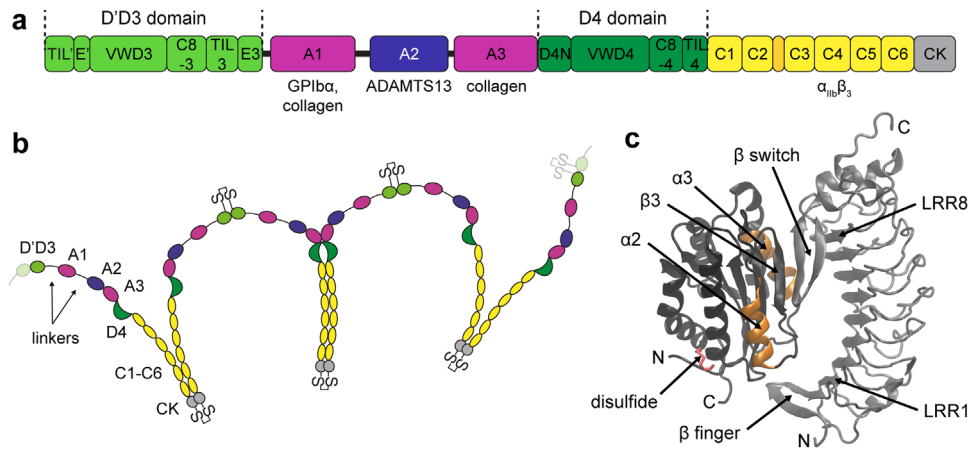 a
D'D3 domain
D4 domain
TIL' E' VWD3 C8-3 TIL3 E3 A1 A2 A3 D4N VWD4 C8-4 TIL4 C1 C2 C3 C4 C5 C6 CK
GPIbα, collagen
ADAMTS13
collagen
αIIbβ3
b
D'D3
A1
A2
A3
linkers
D4
C1-C6
CK
S S
S S
S S
S S
S S
S S
c
C
β switch
α3
β3
α2
LRR8
N
disulfide
C
β finger
N
LRR1